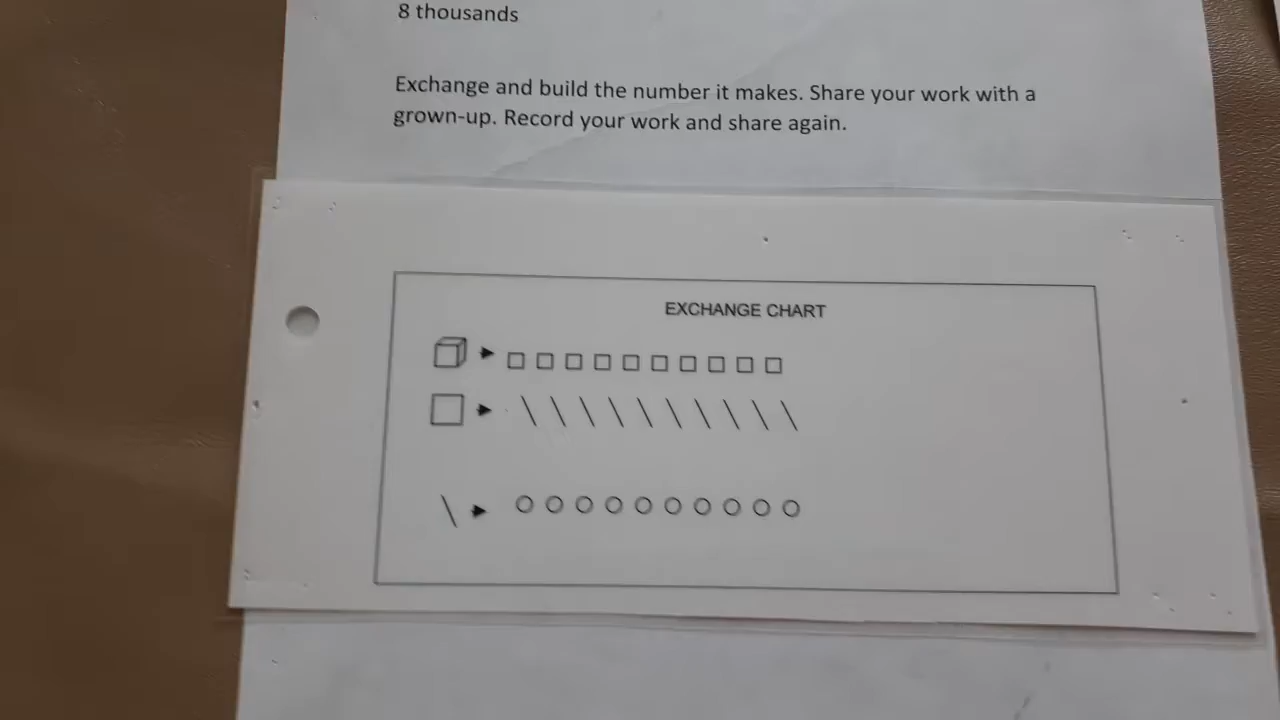 8 thousands
Exchange and build the number it makes. Share your work with a
grown-up. Record your work and share again.
EXCHANGE CHART